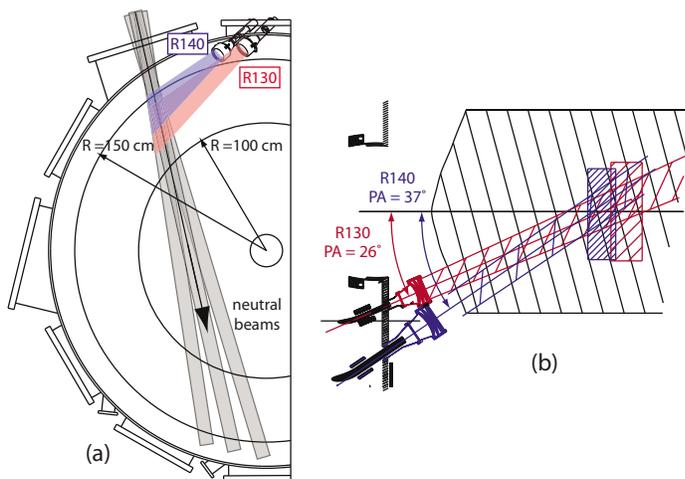 R140
R130
R =150 cm
R =100 cm
neutral
beams
(a)
R140
PA = 37°
R130
PA = 26°
(b)